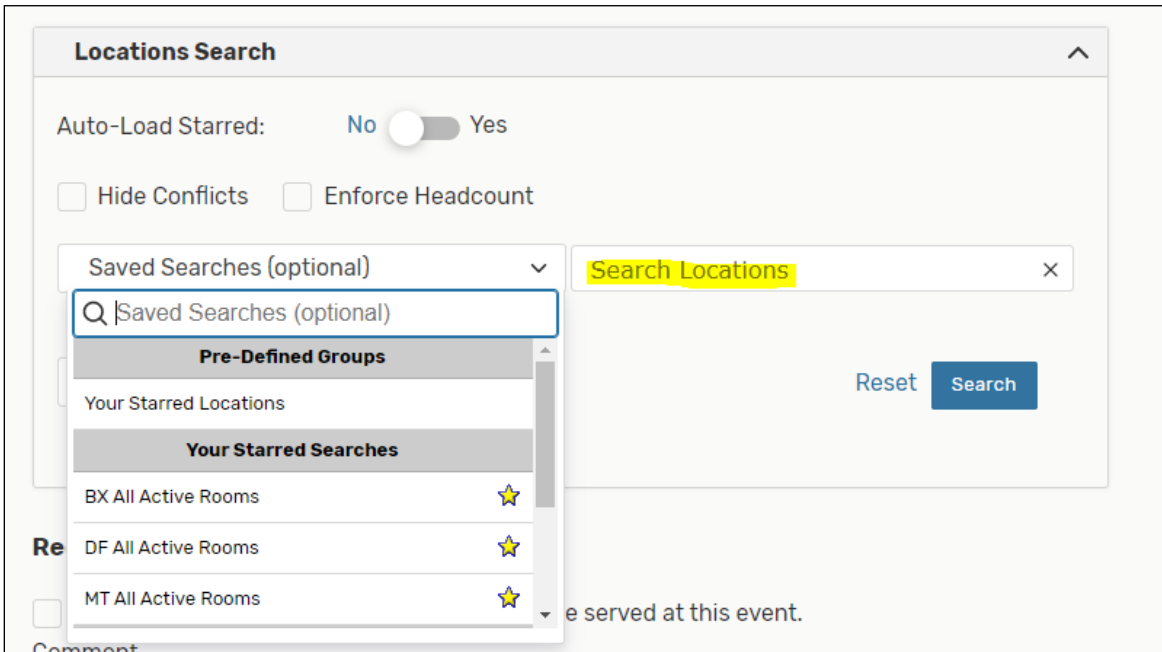 Locations Search
Auto-Load Starred: No Yes
Hide Conflicts Enforce Headcount
Saved Searches (optional) Search Locations
Saved Searches (optional)
Pre-Defined Groups
Your Starred Locations
Reset Search
Your Starred Searches
BX All Active Rooms
DF All Active Rooms
MT All Active Rooms
e served at this event.
Comment